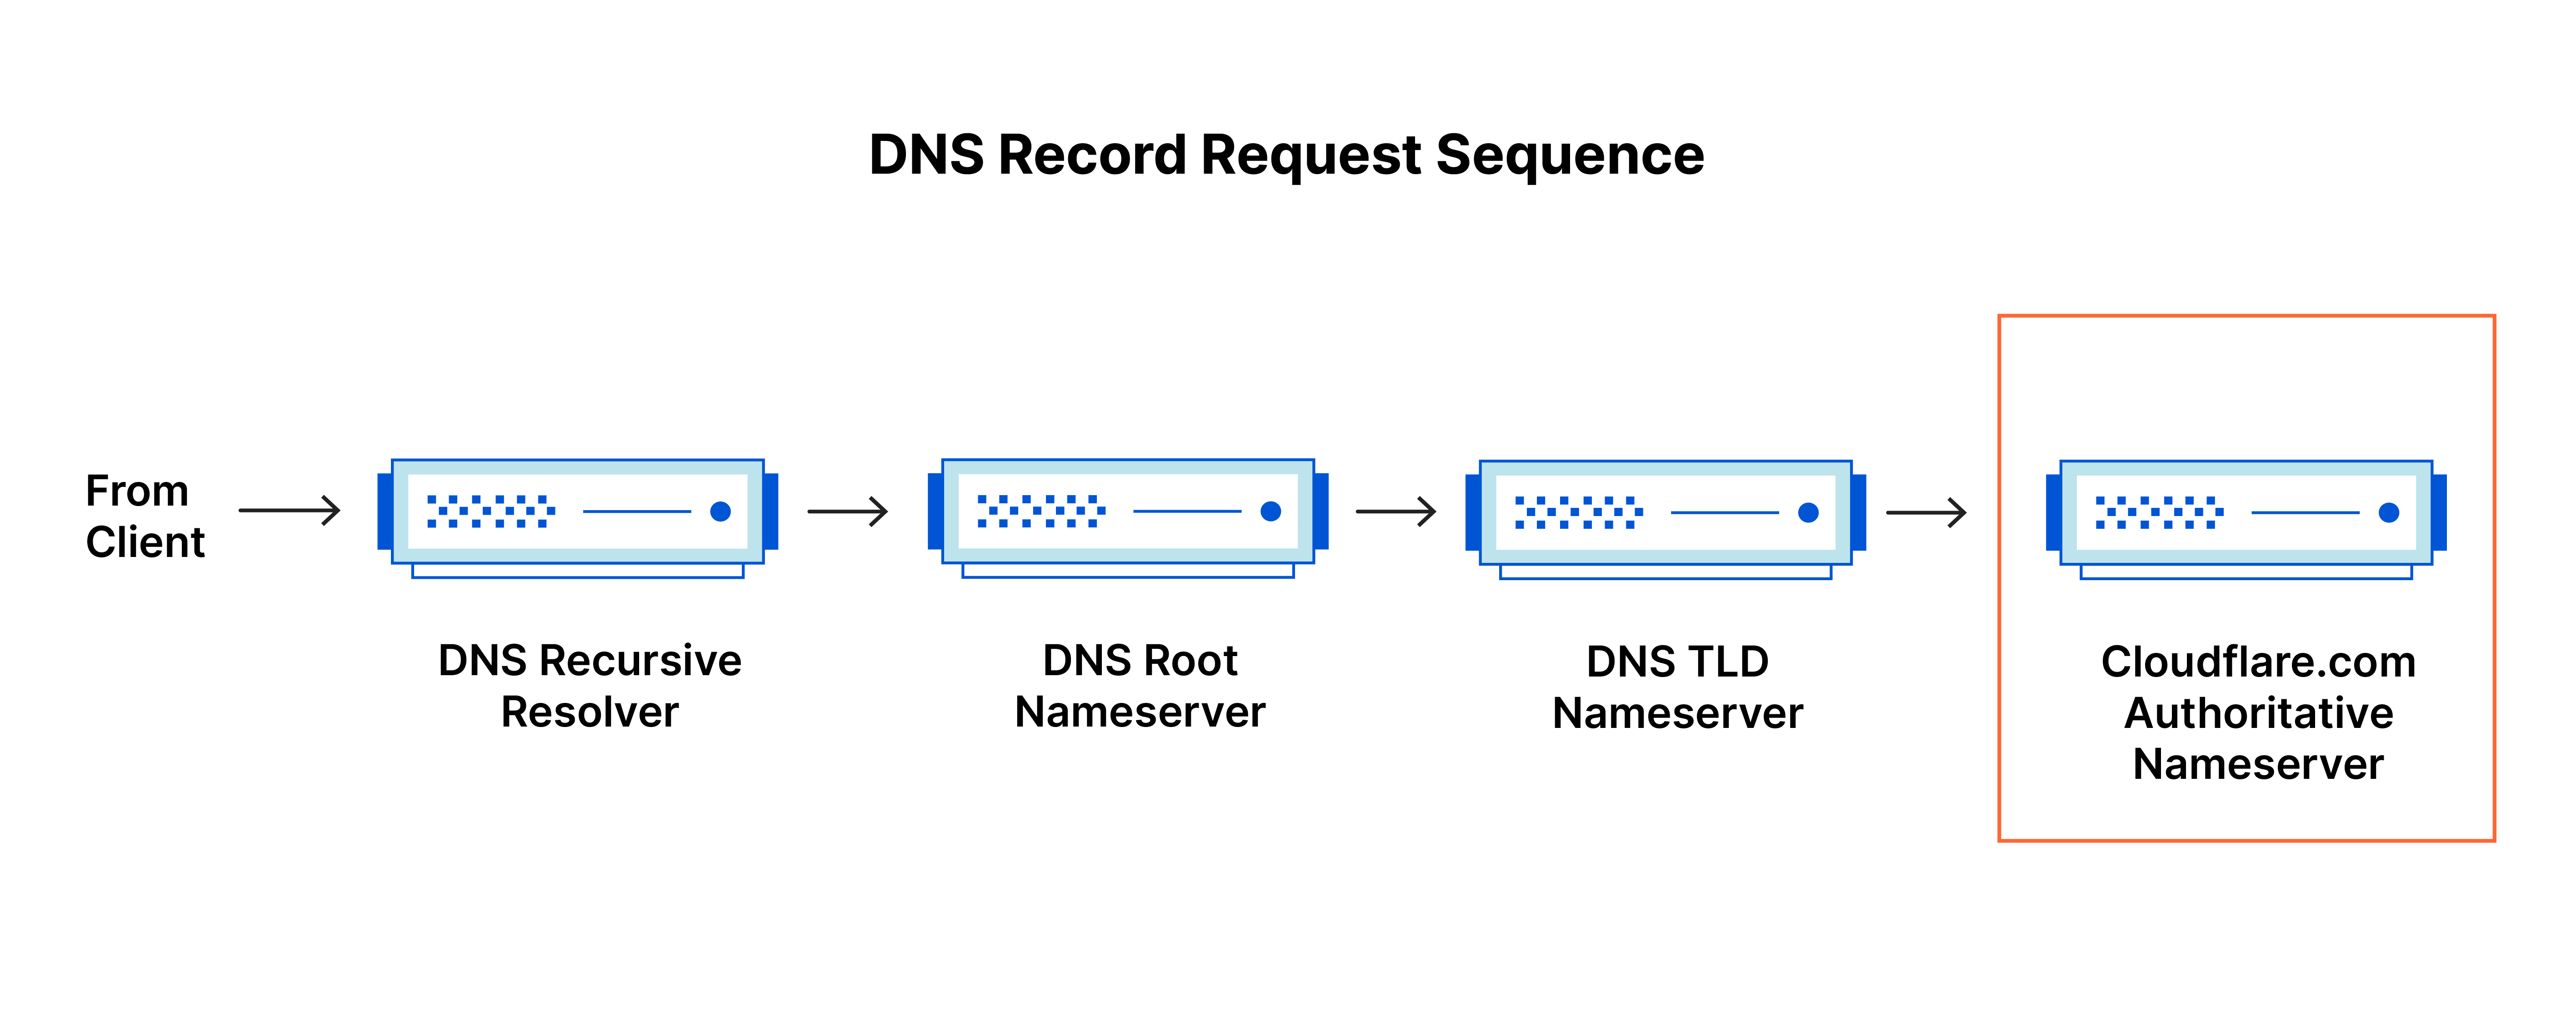 DNS Record Request Sequence
From
Client
DNS Recursive
Resolver
DNS Root
Nameserver
DNS TLD
Nameserver
Cloudflare.com
Authoritative
Nameserver